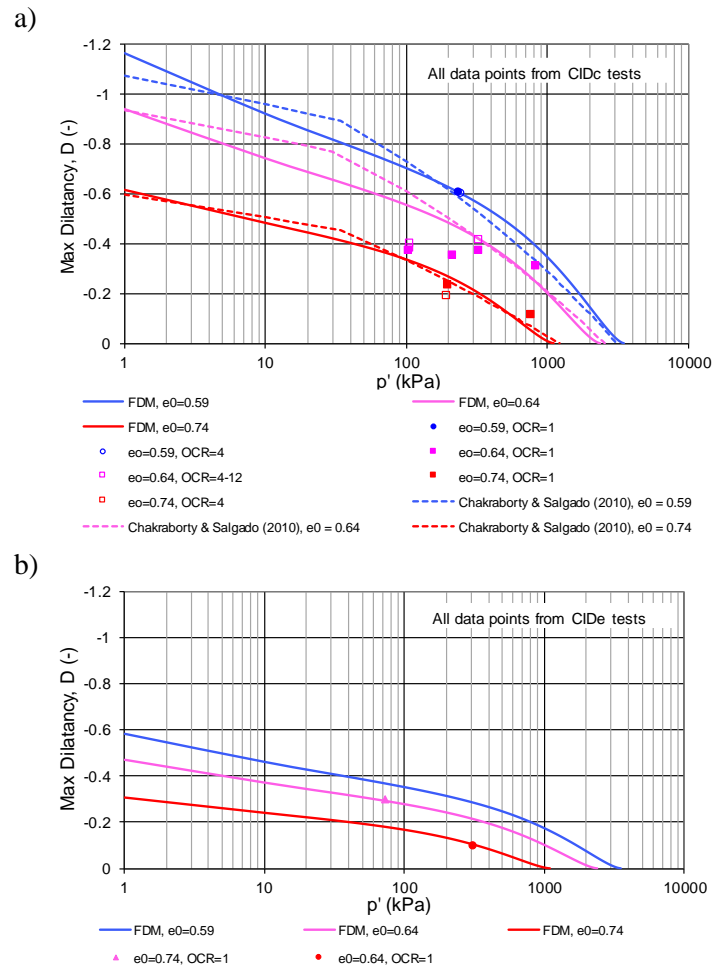 a)
-1.2
-1
-0.8
-0.6
-0.4
-0.2
0
Max Dilatancy, D (-)
All data points from CIDc tests
1 10 100 1000 10000
p' (kPa)
FDM, e0=0.59 FDM, e0=0.64
FDM, e0=0.74 eo=0.59, OCR=1
eo=0.59, OCR=4 eo=0.64, OCR=1
eo=0.64, OCR=4-12 eo=0.74, OCR=1
eo=0.74, OCR=4 Chakraborty & Salgado (2010), e0 = 0.59
Chakraborty & Salgado (2010), e0 = 0.64 Chakraborty & Salgado (2010), e0 = 0.74
b)
-1.2
-1
-0.8
-0.6
-0.4
-0.2
0
Max Dilatancy, D (-)
All data points from CIDe tests
1 10 100 1000 10000
p' (kPa)
FDM, e0=0.59 FDM, e0=0.64 FDM, e0=0.74
e0=0.74, OCR=1 e0=0.64, OCR=1